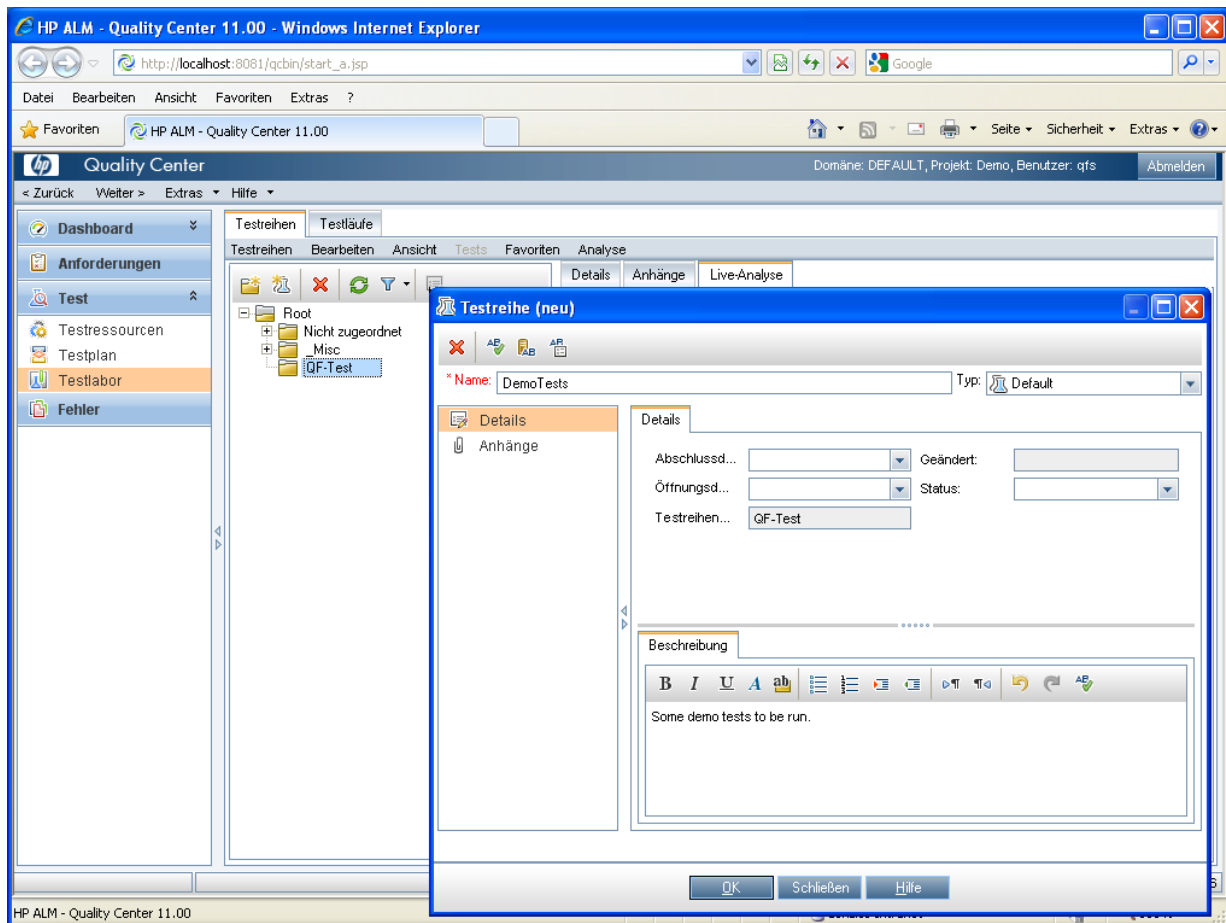 HP ALM - Quality Center 11.00 - Windows Internet Explorer
http://localhost:8081/qcbin/start_a.jsp
Google
Datei Bearbeiten Ansicht Favoriten Extras ?
Favoriten HP ALM - Quality Center 11.00 Seite Sicherheit Extras
hp Quality Center Domäne: DEFAULT, Projekt: Demo, Benutzer: qfs Abmelden
< Zurück Weiter > Extras Hilfe
Dashboard
Anforderungen
Test
Testressourcen
Testplan
Testlabor
Fehler
Testreihen Testläufe
Testreihen Bearbeiten Ansicht Tests Favoriten Analyse
Details Anhänge Live-Analyse
Root
Nicht zugeordnet
_Misc
QF-Test
Testreihe (neu)
*Name: DemoTests Typ: Default
Details
Anhänge
Details
Abschlussd... Geändert:
Öffnungsd... Status:
Testreihen... QF-Test
Beschreibung
B I U A ab
Some demo tests to be run.
OK Schließen Hilfe
HP ALM - Quality Center 11.00